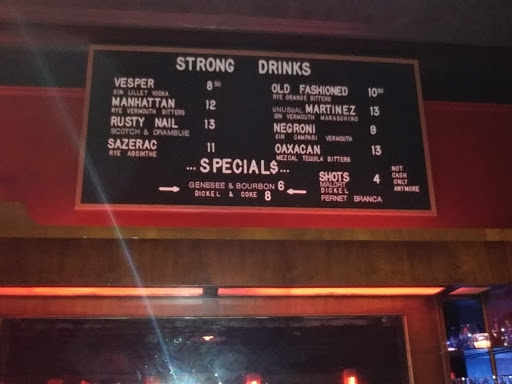 STRONG DRINKS
VESPER 8 50
GIN LILLET VODKA
MANHATTAN 12
RYE VERMOUTH BITTERS
RUSTY NAIL 13
SCOTCH & DRAMBUIE
SAZERAC 11
RYE ABSINTHE
OLD FASHIONED 10 50
RYE ORANGE BITTERS
UNUSUAL MARTINEZ 13
GIN VERMOUTH MARASCHINO
NEGRONI 9
GIN CAMPARI VERMOUTH
OAXACAN 13
MEZCAL TEQUILA BITTERS
...SPECIAL$...
GENESEE & BOURBON 6
DICKEL & COKE 8
SHOTS 4
MALORT
DICKEL
FERNET BRANCA
NOT
CASH
ONLY
ANYMORE